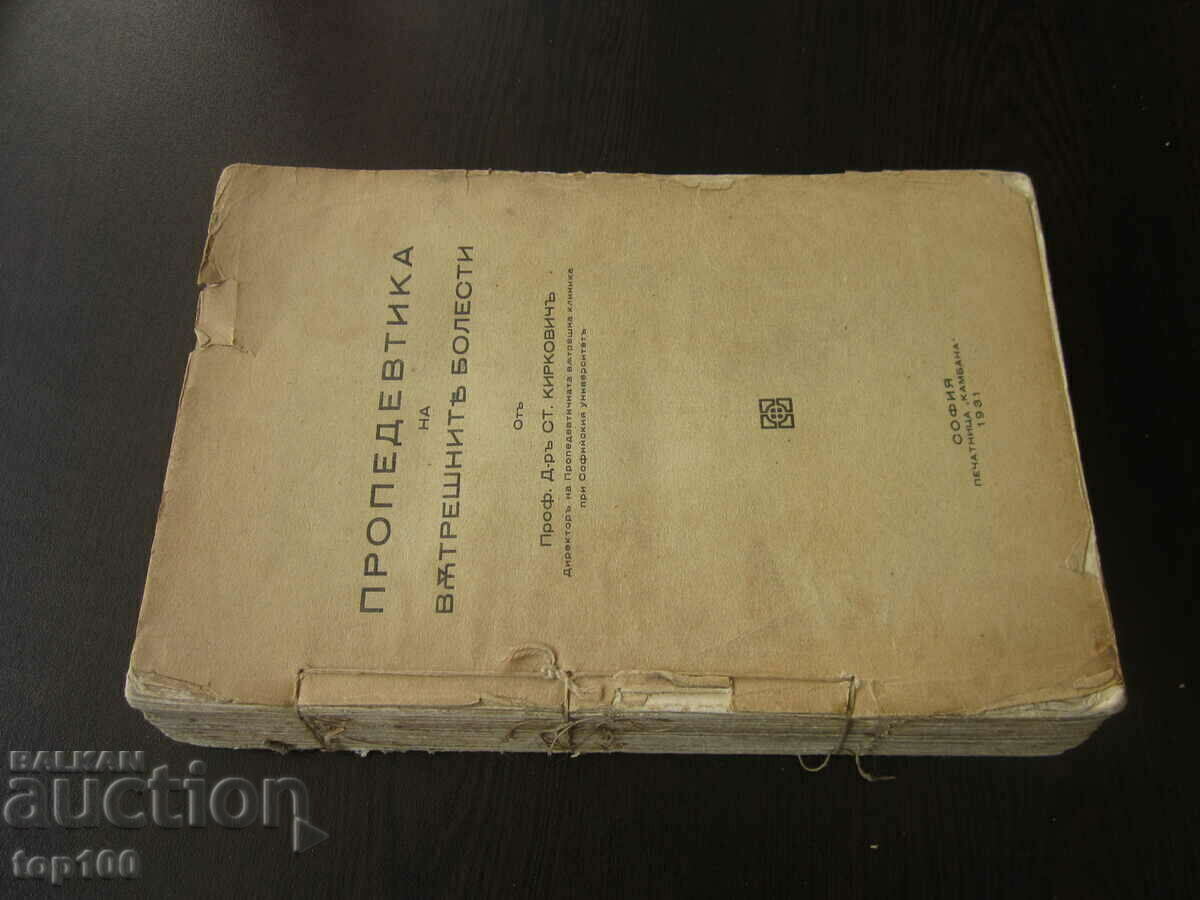 ПРОПЕДЕВТИКА
НА
ВѪТРЕШНИТѢ БОЛЕСТИ
Отъ
Проф. Д-ръ СТ. КИРКОВИЧЪ
Директоръ на Пропедевтичната вѫтрешна клиника
при Софийския университетъ
СОФИЯ
ПЕЧАТНИЦА „КАМБАНА“
1931
BALKAN
auction
top100